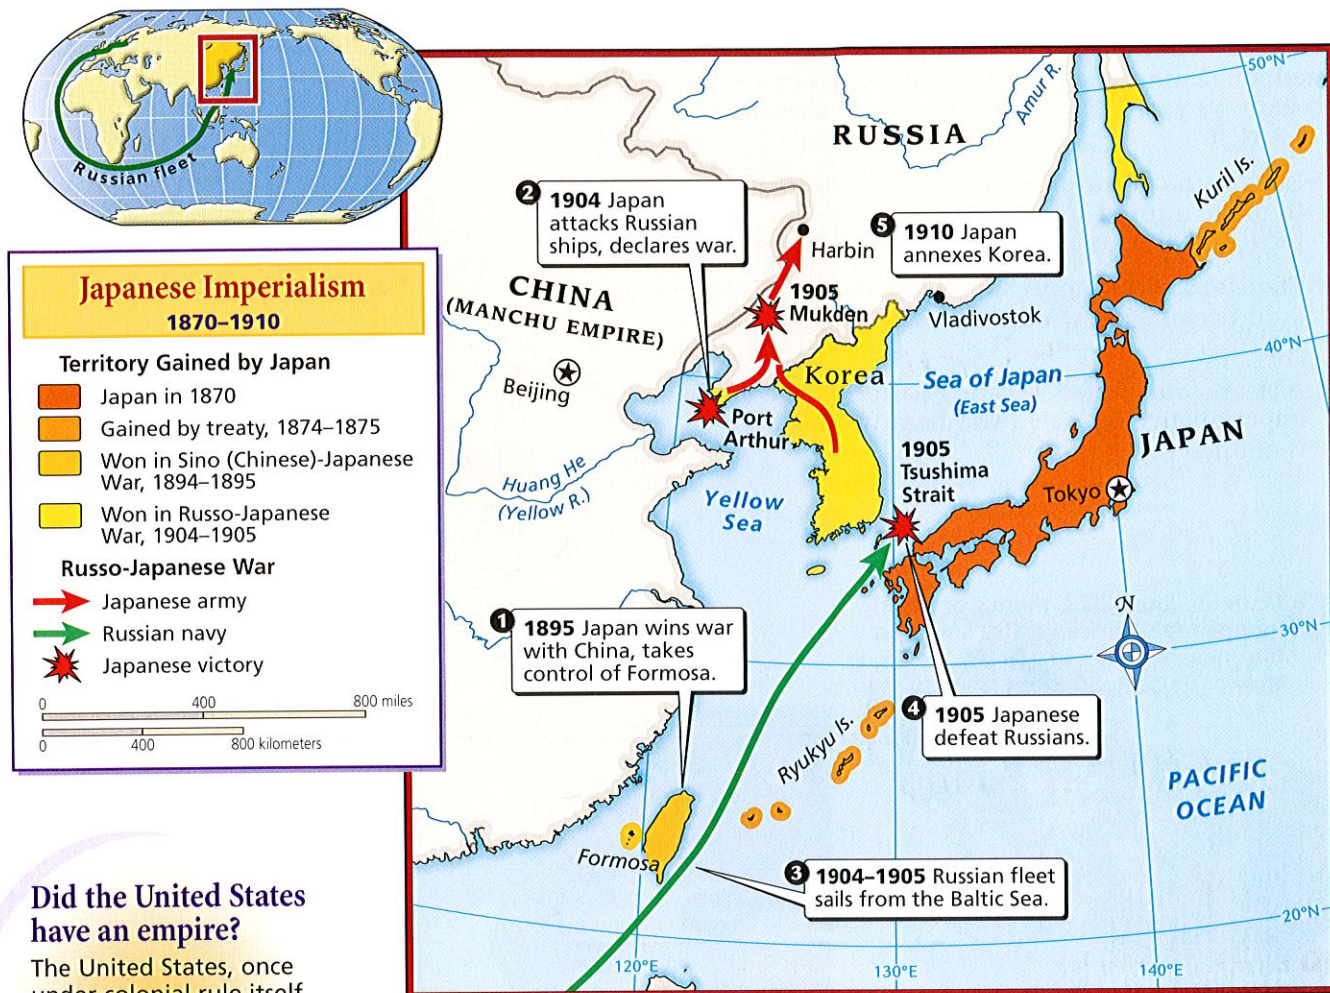 Russian fleet
Japanese Imperialism
1870–1910
Territory Gained by Japan
Japan in 1870
Gained by treaty, 1874–1875
Won in Sino (Chinese)-Japanese
War, 1894–1895
Won in Russo-Japanese
War, 1904–1905
Russo-Japanese War
Japanese army
Russian navy
Japanese victory
0 400 800 miles
0 400 800 kilometers
Did the United States
have an empire?
The United States, once
under colonial rule itself
50°N
Amur R.
RUSSIA
Kuril Is.
2 1904 Japan
attacks Russian
ships, declares war.
5 1910 Japan
annexes Korea.
Harbin
CHINA
(MANCHU EMPIRE)
1905
Mukden
Vladivostok
40°N
Beijing
Korea
Sea of Japan
(East Sea)
Port
Arthur
JAPAN
1905
Tsushima
Strait
Tokyo
Huang He
(Yellow R.)
Yellow
Sea
N
30°N
1 1895 Japan wins war
with China, takes
control of Formosa.
4 1905 Japanese
defeat Russians.
Ryukyu Is.
PACIFIC
OCEAN
Formosa
3 1904–1905 Russian fleet
sails from the Baltic Sea.
20°N
120°E
130°E
140°E